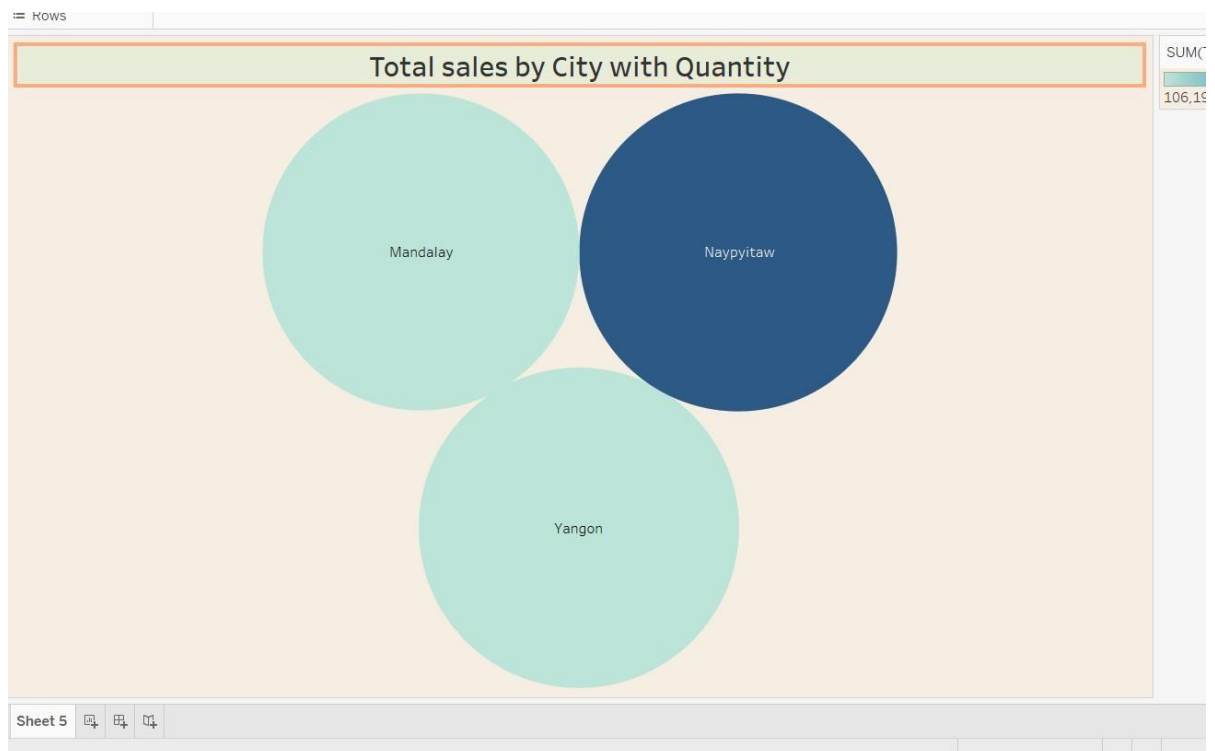 Rows
Total sales by City with Quantity
SUM(T
106,19
Mandalay
Naypyitaw
Yangon
Sheet 5